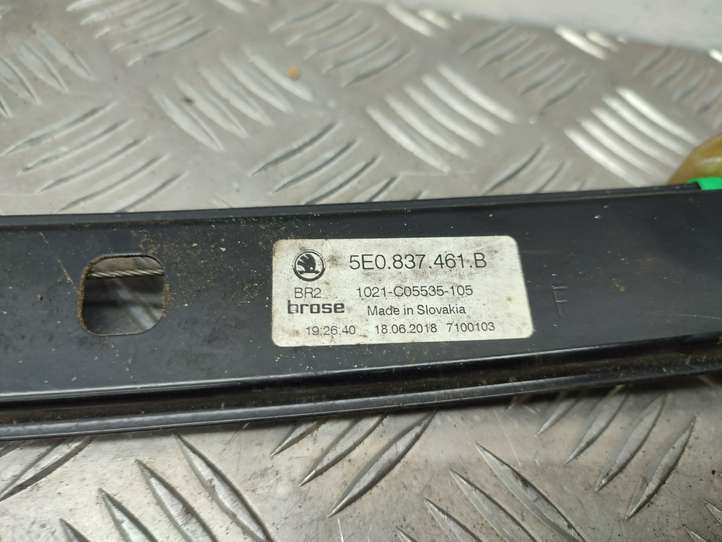 5E0.837.461.B
BR2 1021-C05535-105
brose Made in Slovakia
19:26:40 18.06.2018 7100103
F